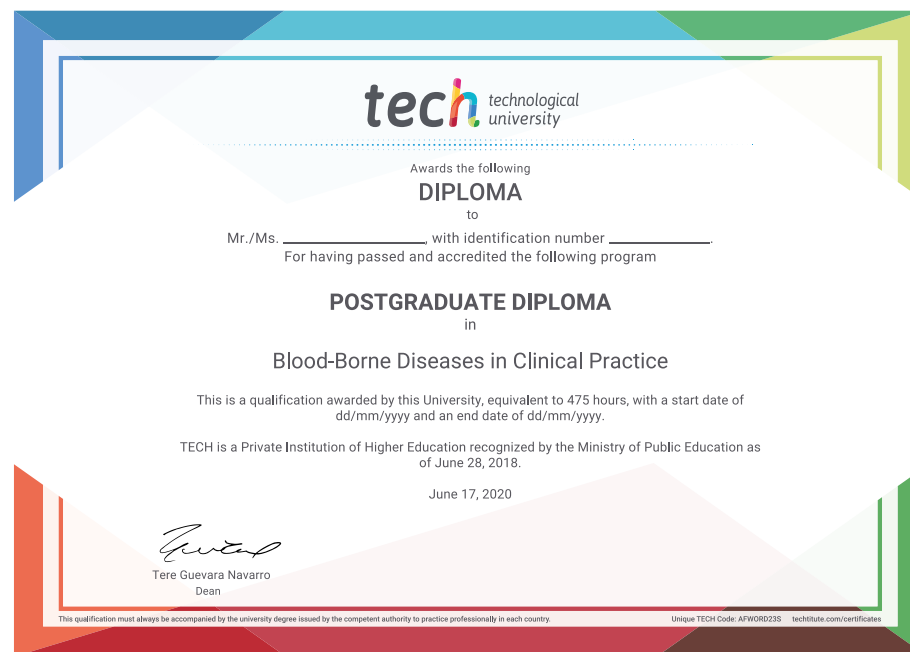 tech technological
university
Awards the following
DIPLOMA
to
Mr./Ms. ____________________, with identification number ______________.
For having passed and accredited the following program
POSTGRADUATE DIPLOMA
in
Blood-Borne Diseases in Clinical Practice
This is a qualification awarded by this University, equivalent to 475 hours, with a start date of
dd/mm/yyyy and an end date of dd/mm/yyyy.
TECH is a Private Institution of Higher Education recognized by the Ministry of Public Education as
of June 28, 2018.
June 17, 2020
Tere Guevara Navarro
Dean
This qualification must always be accompanied by the university degree issued by the competent authority to practice professionally in each country. Unique TECH Code: AFWORD23S techtitute.com/certificates